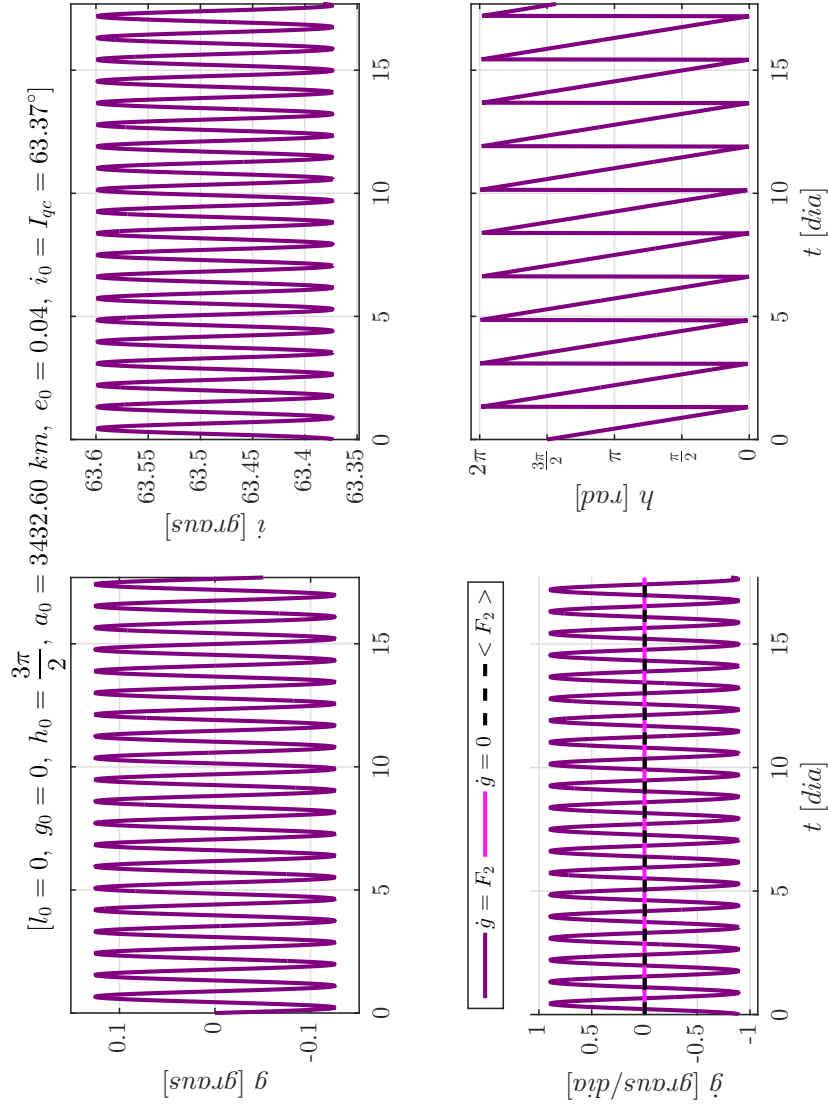 [l₀ = 0, g₀ = 0, h₀ = 3π/2, a₀ = 3432.60 km, e₀ = 0.04, i₀ = I_qc = 63.37°]
g [graus]
0.1
0
-0.1
0 5 10 15
i [graus]
63.6
63.55
63.5
63.45
63.4
63.35
0 5 10 15
ġ = F₂ ġ = 0 < F₂ >
ġ [graus/dia]
1
0.5
0
-0.5
-1
0 5 10 15
t [dia]
h [rad]
2π
3π/2
π
π/2
0
0 5 10 15
t [dia]